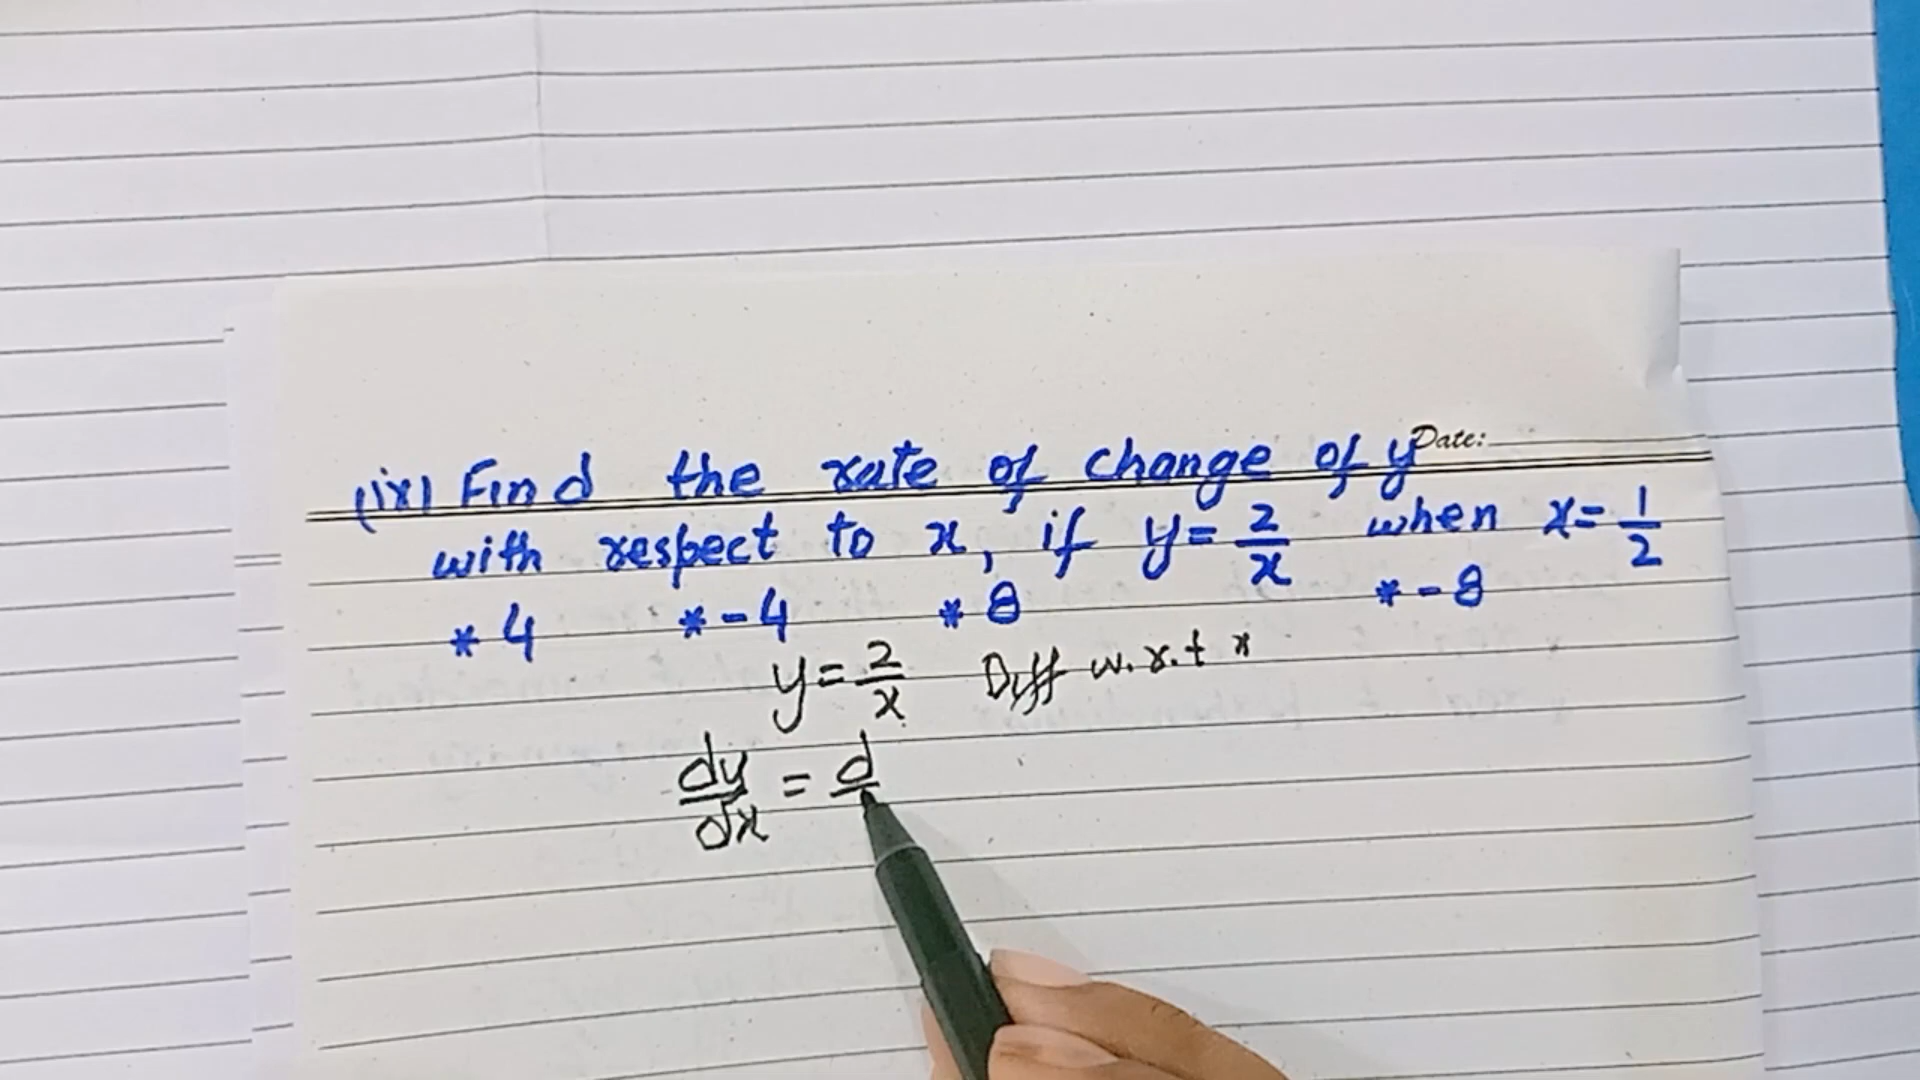 (ix) Find the rate of change of y Date:
with respect to x, if y = 2/x when x = 1/2
* 4 * - 4 * 8 * - 8
y = 2/x Diff w.r.t x
dy/dx = d